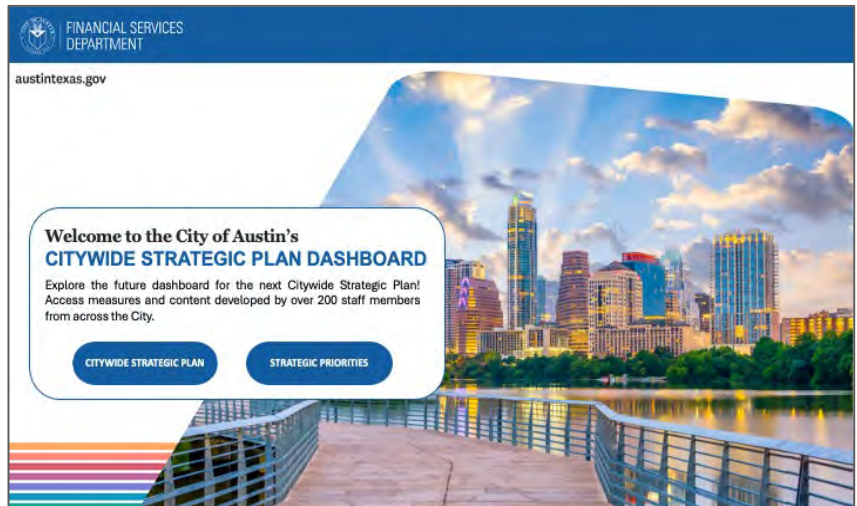 FINANCIAL SERVICES
DEPARTMENT
austintexas.gov
Welcome to the City of Austin's
CITYWIDE STRATEGIC PLAN DASHBOARD
Explore the future dashboard for the next Citywide Strategic Plan!
Access measures and content developed by over 200 staff members
from across the City.
CITYWIDE STRATEGIC PLAN
STRATEGIC PRIORITIES